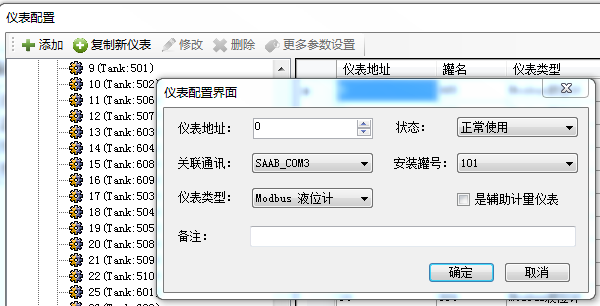 仪表配置
添加 复制新仪表 修改 删除 更多参数设置
仪表地址 罐名 仪表类型
9(Tank:501)
10(Tank:502
11(Tank:506
12(Tank:507
13(Tank:603
14(Tank:604
15(Tank:608
16(Tank:609
17(Tank:503
18(Tank:504
19(Tank:505
20(Tank:508
21(Tank:509
22(Tank:510
25(Tank:601
仪表配置界面
仪表地址: 0 状态: 正常使用
关联通讯: SAAB_COM3 安装罐号: 101
仪表类型: Modbus 液位计 是辅助计量仪表
备注:
确定 取消